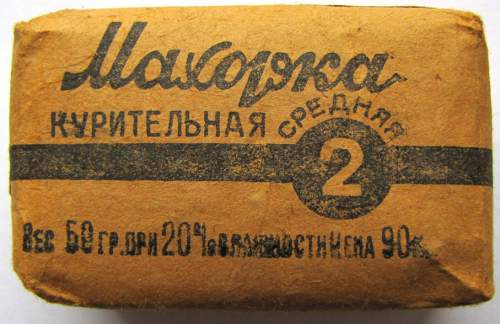 Махорка
КУРИТЕЛЬНАЯ
СРЕДНЯЯ
2
ВЕС 50 ГР. ПРИ 20% ВЛАЖНОСТИ ЦЕНА 90к.